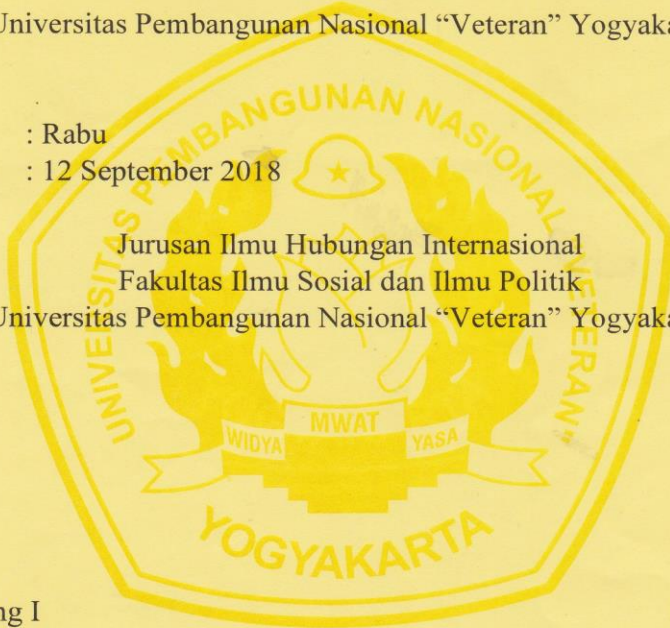 Universitas Pembangunan Nasional “Veteran” Yogyaka
: Rabu
: 12 September 2018
Jurusan Ilmu Hubungan Internasional
Fakultas Ilmu Sosial dan Ilmu Politik
Universitas Pembangunan Nasional “Veteran” Yogyaka
UNIVERSITAS PEMBANGUNAN NASIONAL “VETERAN”
WIDYA MWAT YASA
YOGYAKARTA
ng I